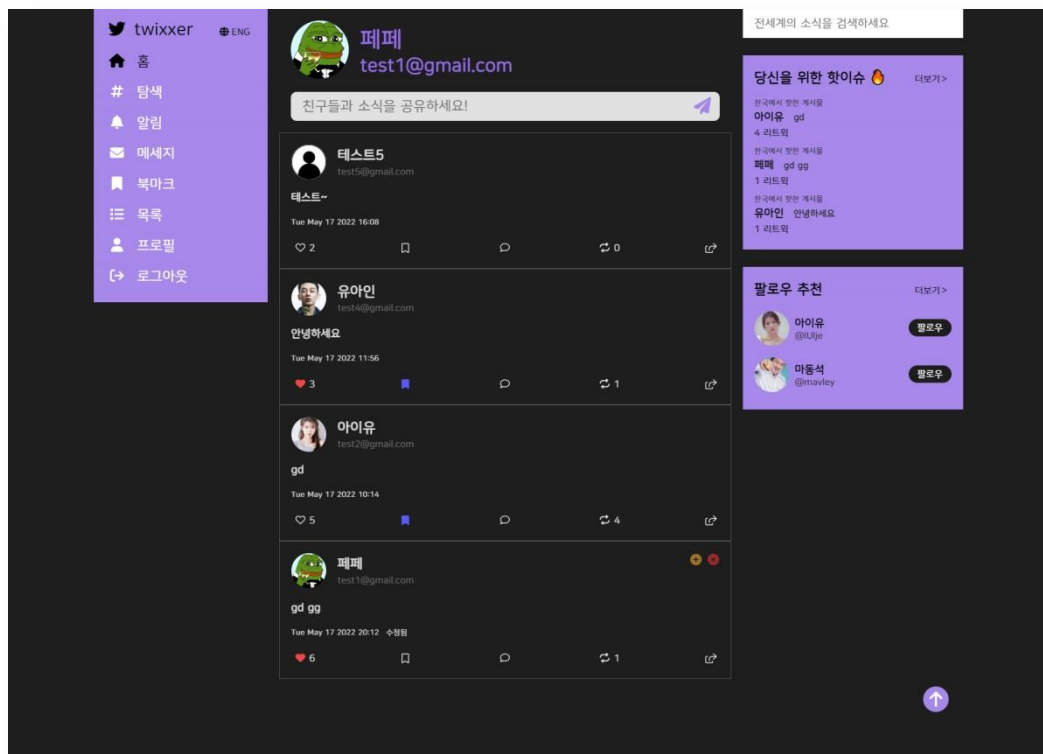 twixxer ENG
홈
탐색
알림
메세지
북마크
목록
프로필
로그아웃
페페
test1@gmail.com
친구들과 소식을 공유하세요!
테스트5
test5@gmail.com
테스트~
Tue May 17 2022 16:08
2 0
유아인
test4@gmail.com
안녕하세요
Tue May 17 2022 11:56
3 1
아이유
test2@gmail.com
gd
Tue May 17 2022 10:14
5 4
페페
test1@gmail.com
gd gg
Tue May 17 2022 20:12 수정됨
6 1
전세계의 소식을 검색하세요
당신을 위한 핫이슈 더보기>
한국에서 핫한 게시물
아이유 gd
4 리트윅
한국에서 핫한 게시물
페페 gd gg
1 리트윅
한국에서 핫한 게시물
유아인 안녕하세요
1 리트윅
팔로우 추천 더보기>
아이유 팔로우
@IUlje
마동석 팔로우
@mavley